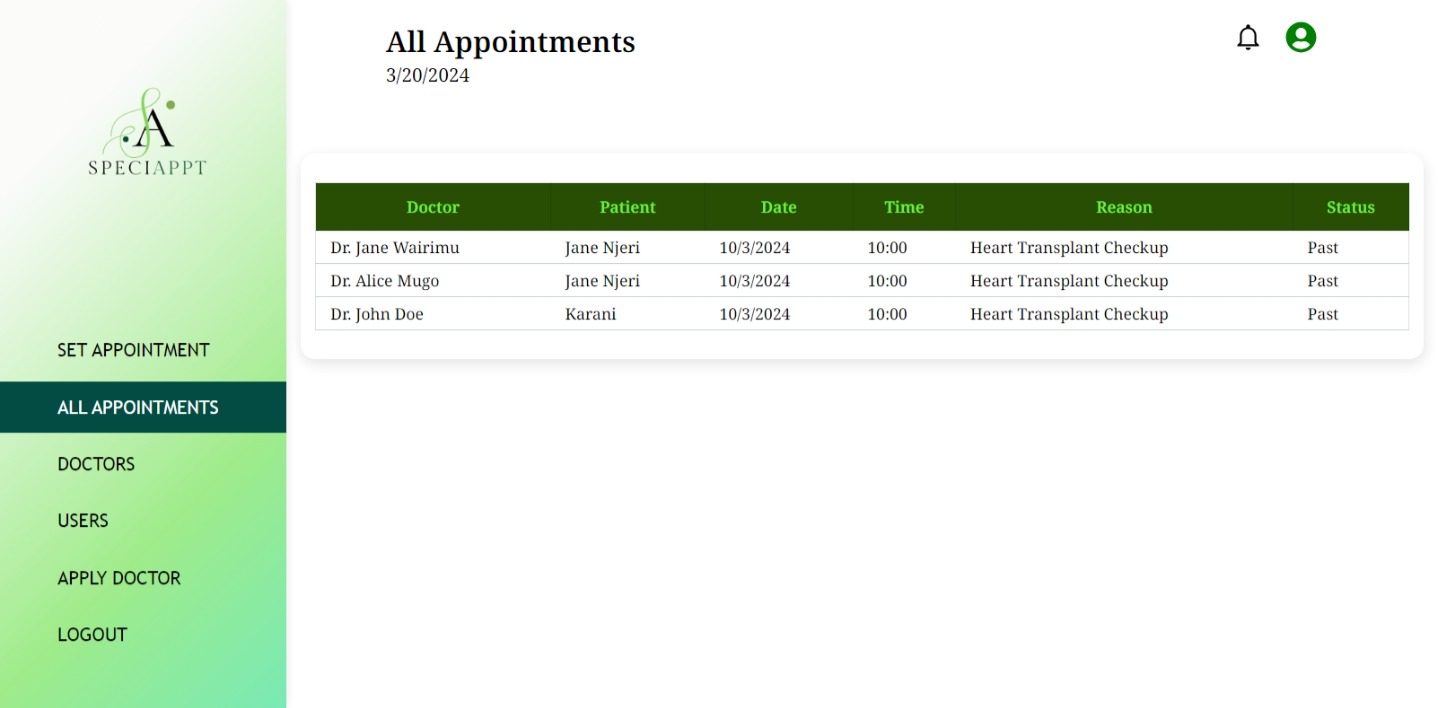 SPECIAPPT
SET APPOINTMENT
ALL APPOINTMENTS
DOCTORS
USERS
APPLY DOCTOR
LOGOUT
All Appointments
3/20/2024
Doctor Patient Date Time Reason Status
Dr. Jane Wairimu Jane Njeri 10/3/2024 10:00 Heart Transplant Checkup Past
Dr. Alice Mugo Jane Njeri 10/3/2024 10:00 Heart Transplant Checkup Past
Dr. John Doe Karani 10/3/2024 10:00 Heart Transplant Checkup Past